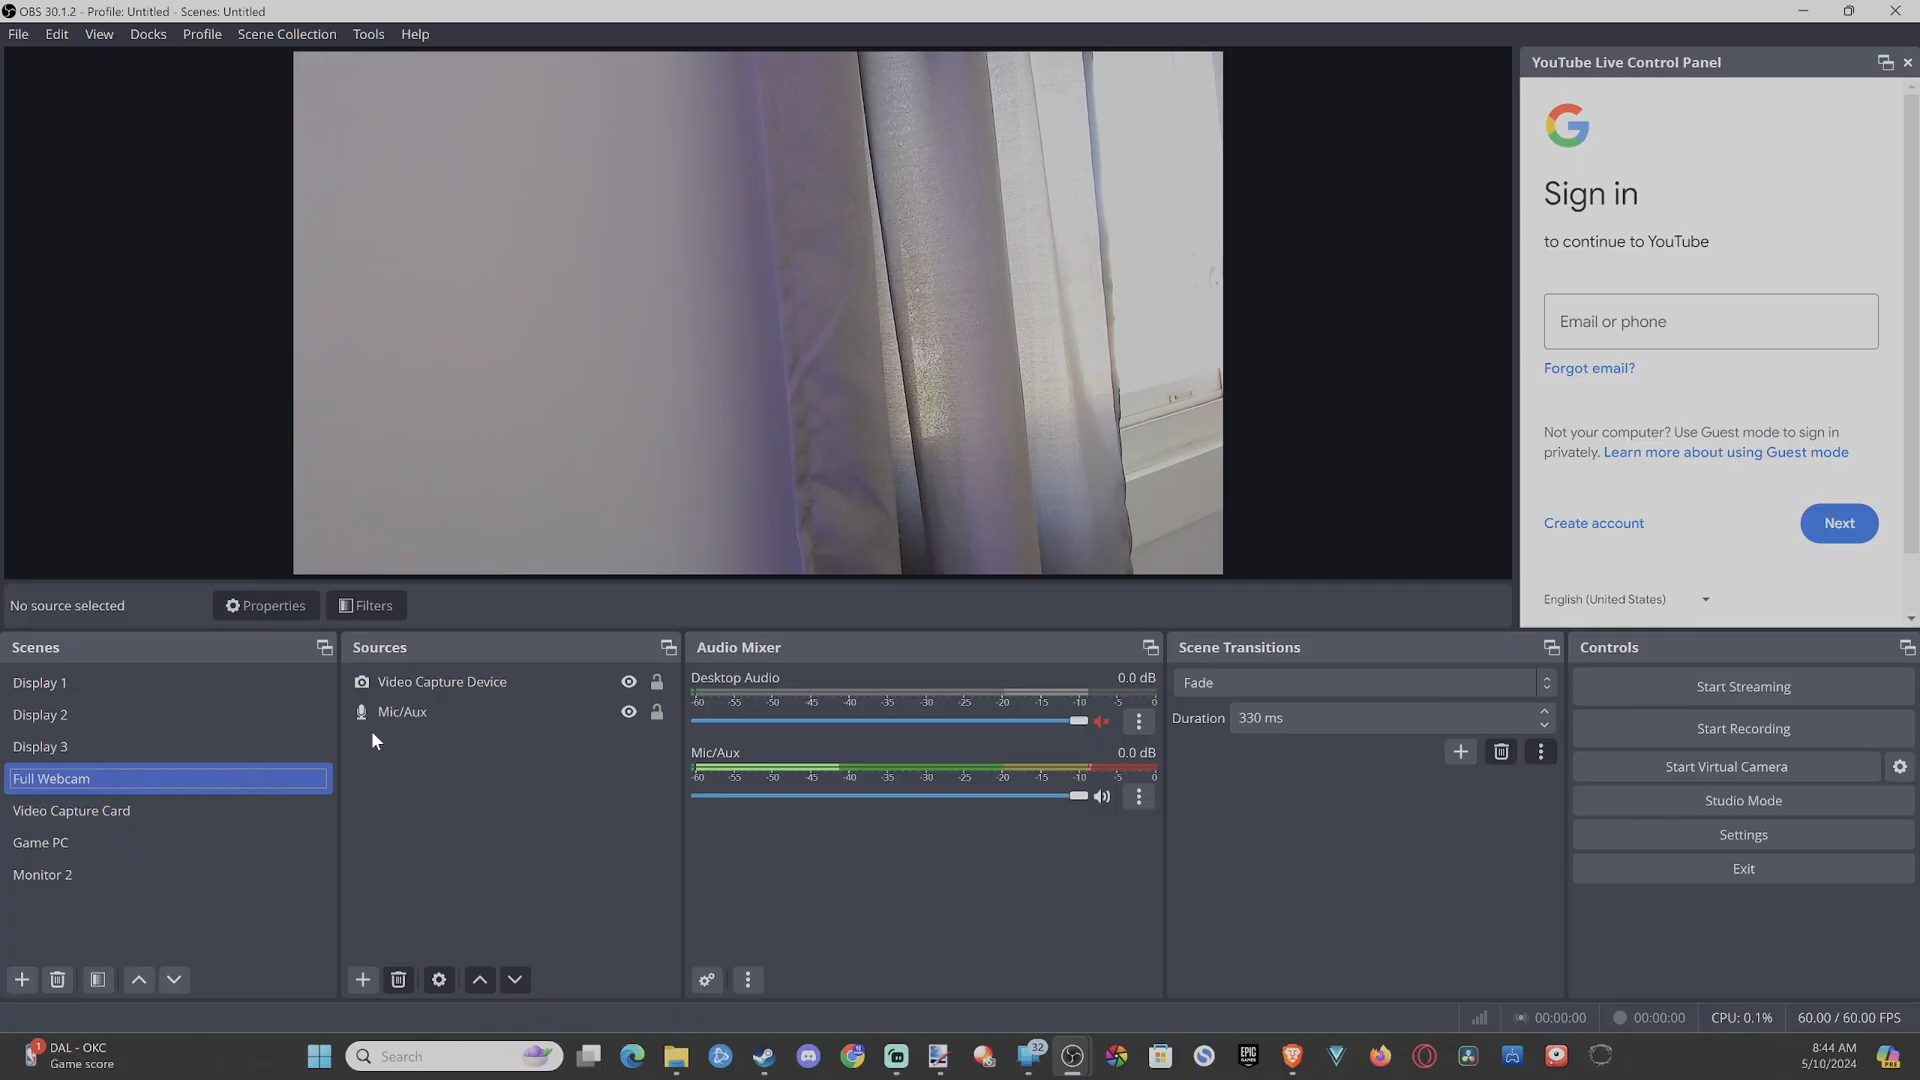 OBS 30.1.2 - Profile: Untitled - Scenes: Untitled
File Edit View Docks Profile Scene Collection Tools Help
YouTube Live Control Panel
Sign in
to continue to YouTube
Email or phone
Forgot email?
Not your computer? Use Guest mode to sign in
privately. Learn more about using Guest mode
Create account Next
English (United States)
No source selected Properties Filters
Scenes
Display 1
Display 2
Display 3
Full Webcam
Video Capture Card
Game PC
Monitor 2
Sources
Video Capture Device
Mic/Aux
Audio Mixer
Desktop Audio 0.0 dB
-60 -55 -50 -45 -40 -35 -30 -25 -20 -15 -10 -5 0
Mic/Aux 0.0 dB
-60 -55 -50 -45 -40 -35 -30 -25 -20 -15 -10 -5 0
Scene Transitions
Fade
Duration 330 ms
Controls
Start Streaming
Start Recording
Start Virtual Camera
Studio Mode
Settings
Exit
00:00:00 00:00:00 CPU: 0.1% 60.00 / 60.00 FPS
1
DAL - OKC
Game score
Search
32
EPIC
GAMES
8:44 AM
5/10/2024
PRE